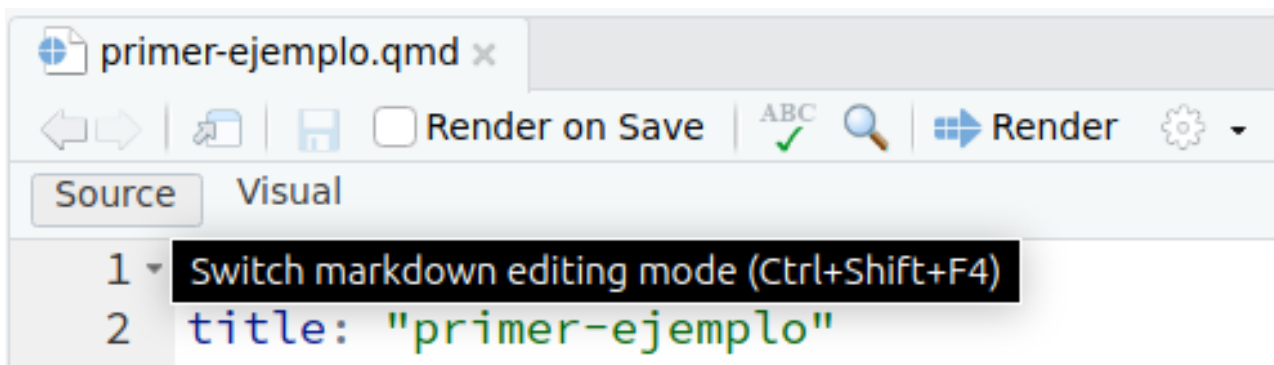 primer-ejemplo.qmd
Render on Save ABC Render
Source Visual
1 Switch markdown editing mode (Ctrl+Shift+F4)
2 title: "primer-ejemplo"